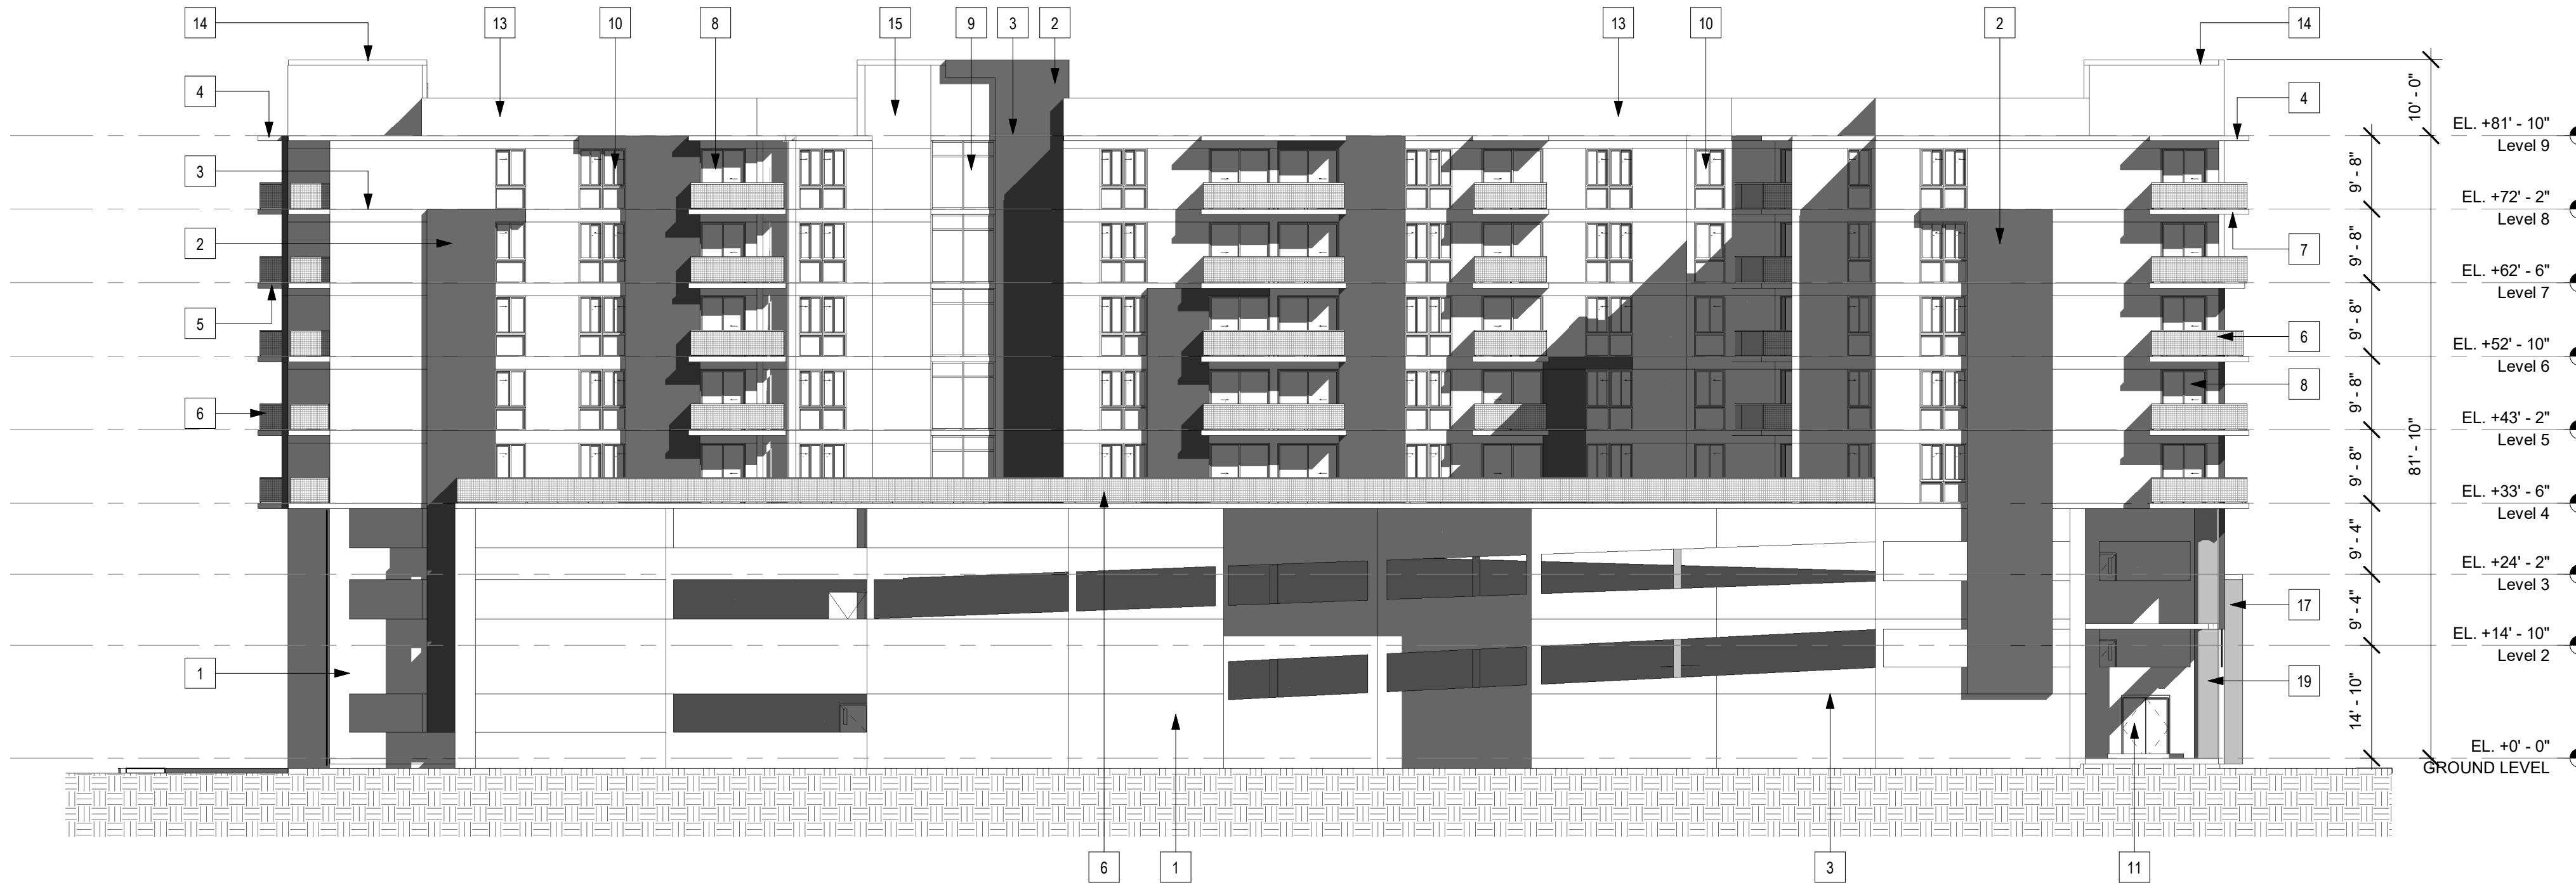 14
13
10
8
15
9
3
2
13
10
2
14
4
4
10' - 0"
EL. +81' - 10"
Level 9
3
9' - 8"
EL. +72' - 2"
Level 8
2
7
9' - 8"
EL. +62' - 6"
Level 7
5
6
9' - 8"
EL. +52' - 10"
Level 6
8
6
9' - 8"
EL. +43' - 2"
Level 5
81' - 10"
9' - 8"
EL. +33' - 6"
Level 4
9' - 4"
EL. +24' - 2"
Level 3
17
9' - 4"
EL. +14' - 10"
Level 2
1
19
14' - 10"
EL. +0' - 0"
GROUND LEVEL
6
1
3
11